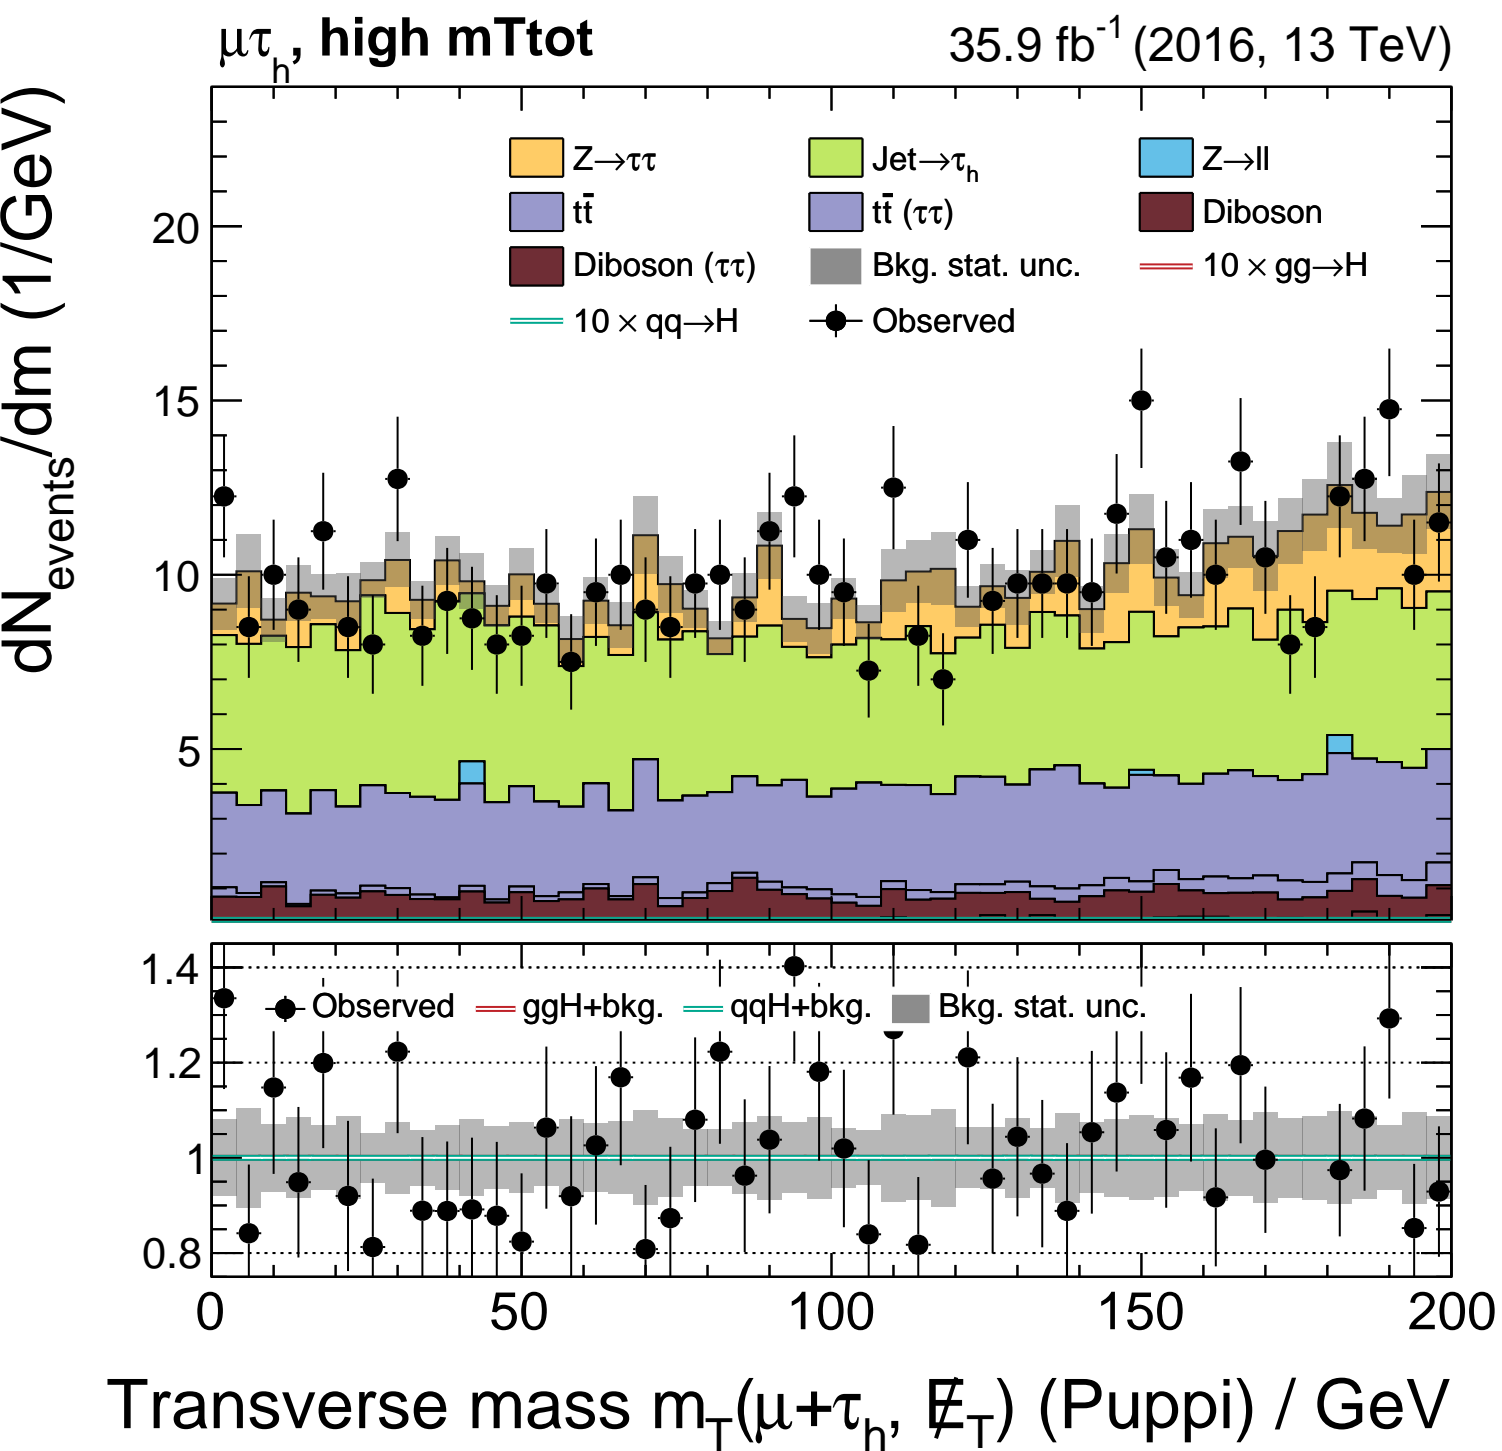 μτh, high mTtot 35.9 fb-1 (2016, 13 TeV)
dNevents/dm (1/GeV)
Z→ττ Jet→τh Z→ll
tt̄ tt̄ (ττ) Diboson
Diboson (ττ) Bkg. stat. unc. 10 × gg→H
10 × qq→H Observed
20
15
10
5
1.4
Observed ggH+bkg. qqH+bkg. Bkg. stat. unc.
1.2
1
0.8
0 50 100 150 200
Transverse mass mT(μ+τh, E̸T) (Puppi) / GeV